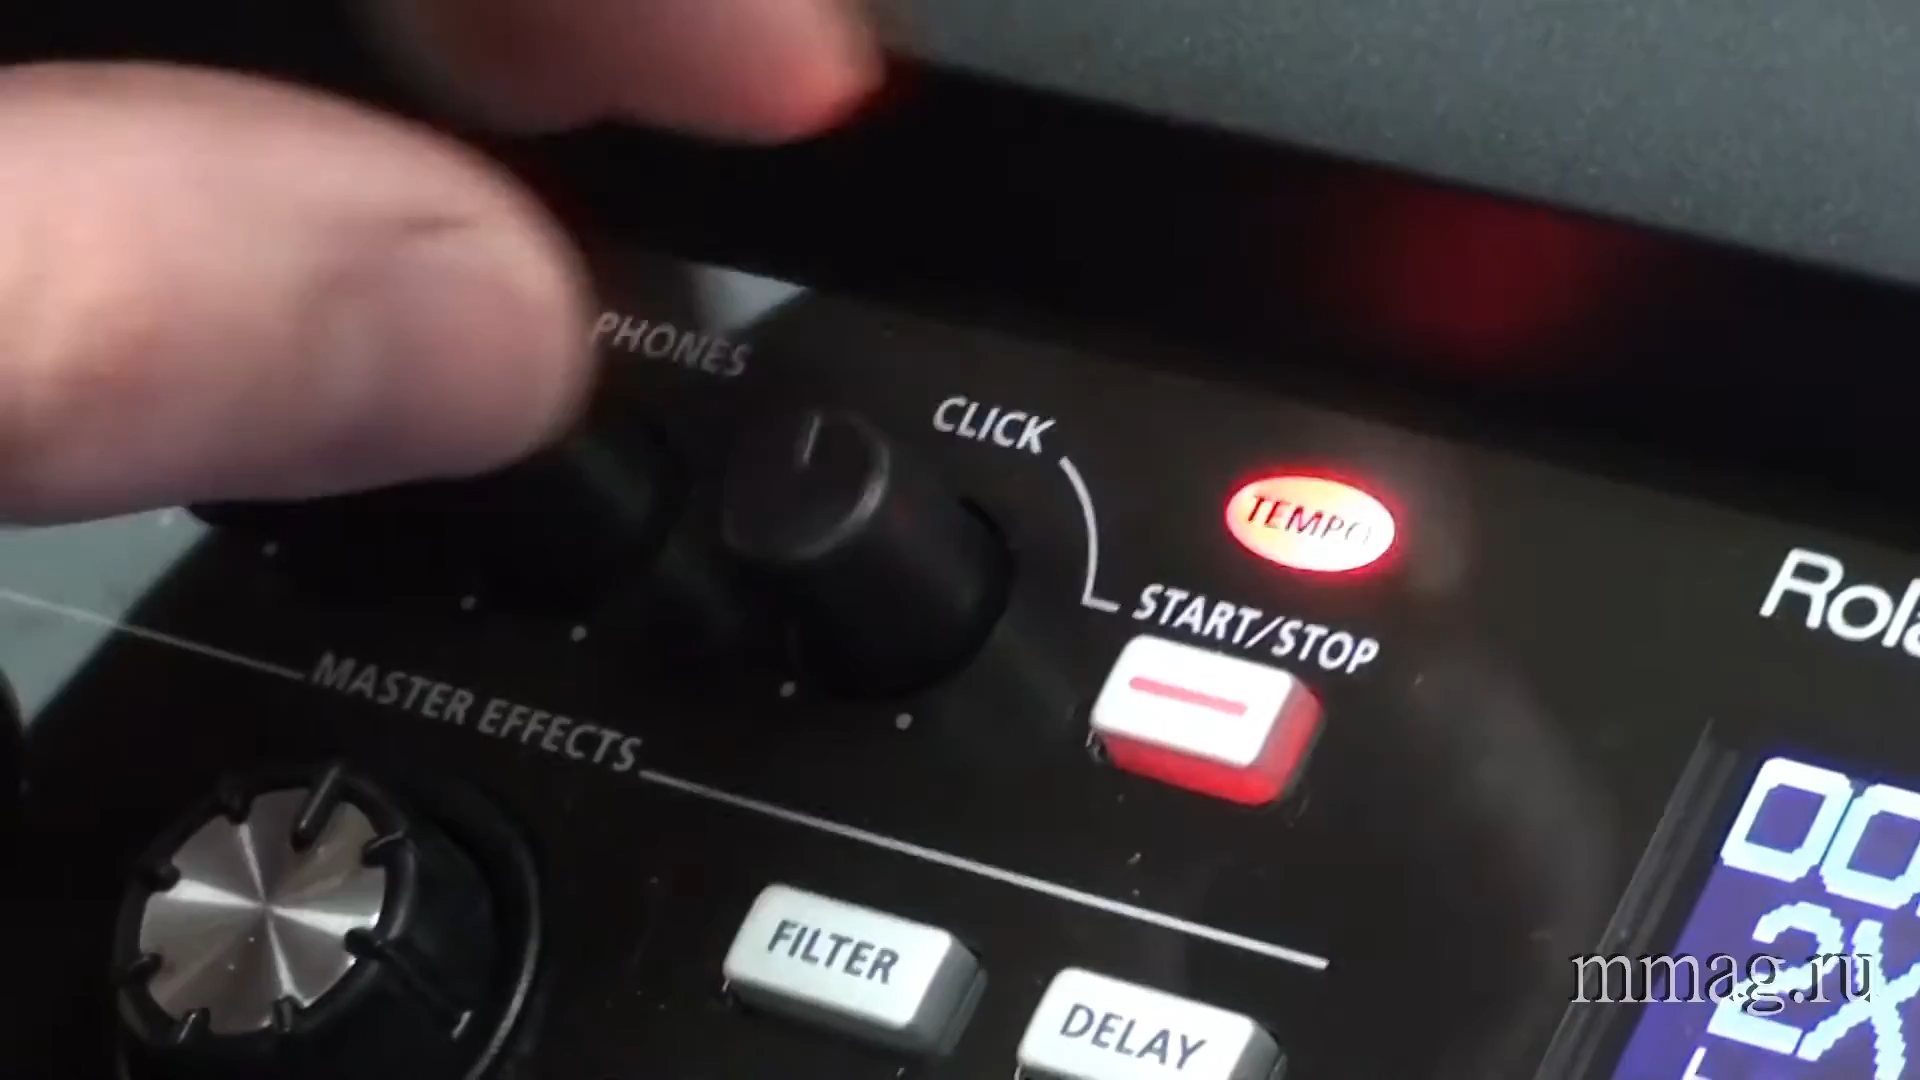 PHONES
CLICK
TEMPO
START/STOP
MASTER EFFECTS
FILTER
DELAY
mmag.ru